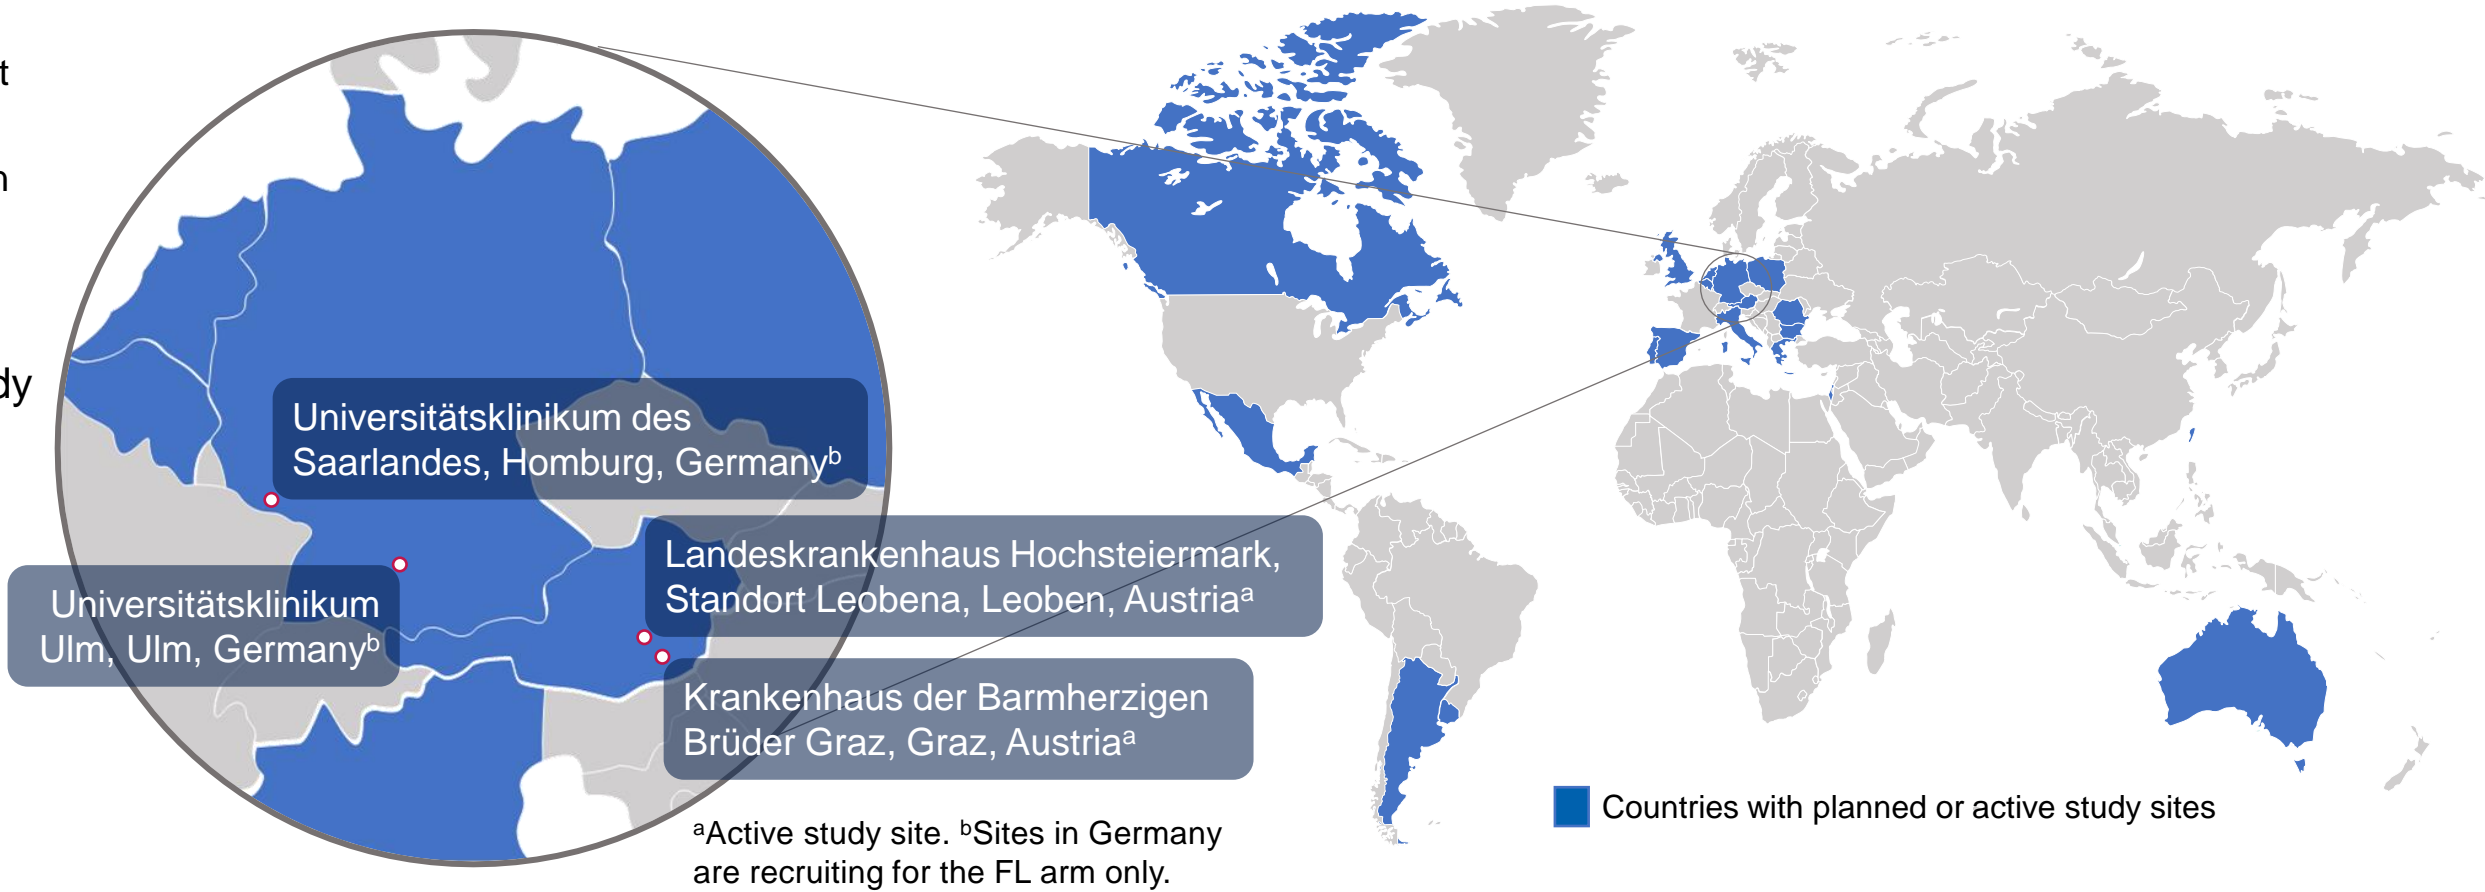 t
n
dy
Universitätsklinikum des
Saarlandes, Homburg, Germanyᵇ
Landeskrankenhaus Hochsteiermark,
Standort Leobena, Leoben, Austriaᵃ
Universitätsklinikum
Ulm, Ulm, Germanyᵇ
Krankenhaus der Barmherzigen
Brüder Graz, Graz, Austriaᵃ
Countries with planned or active study sites
ᵃActive study site. ᵇSites in Germany
are recruiting for the FL arm only.